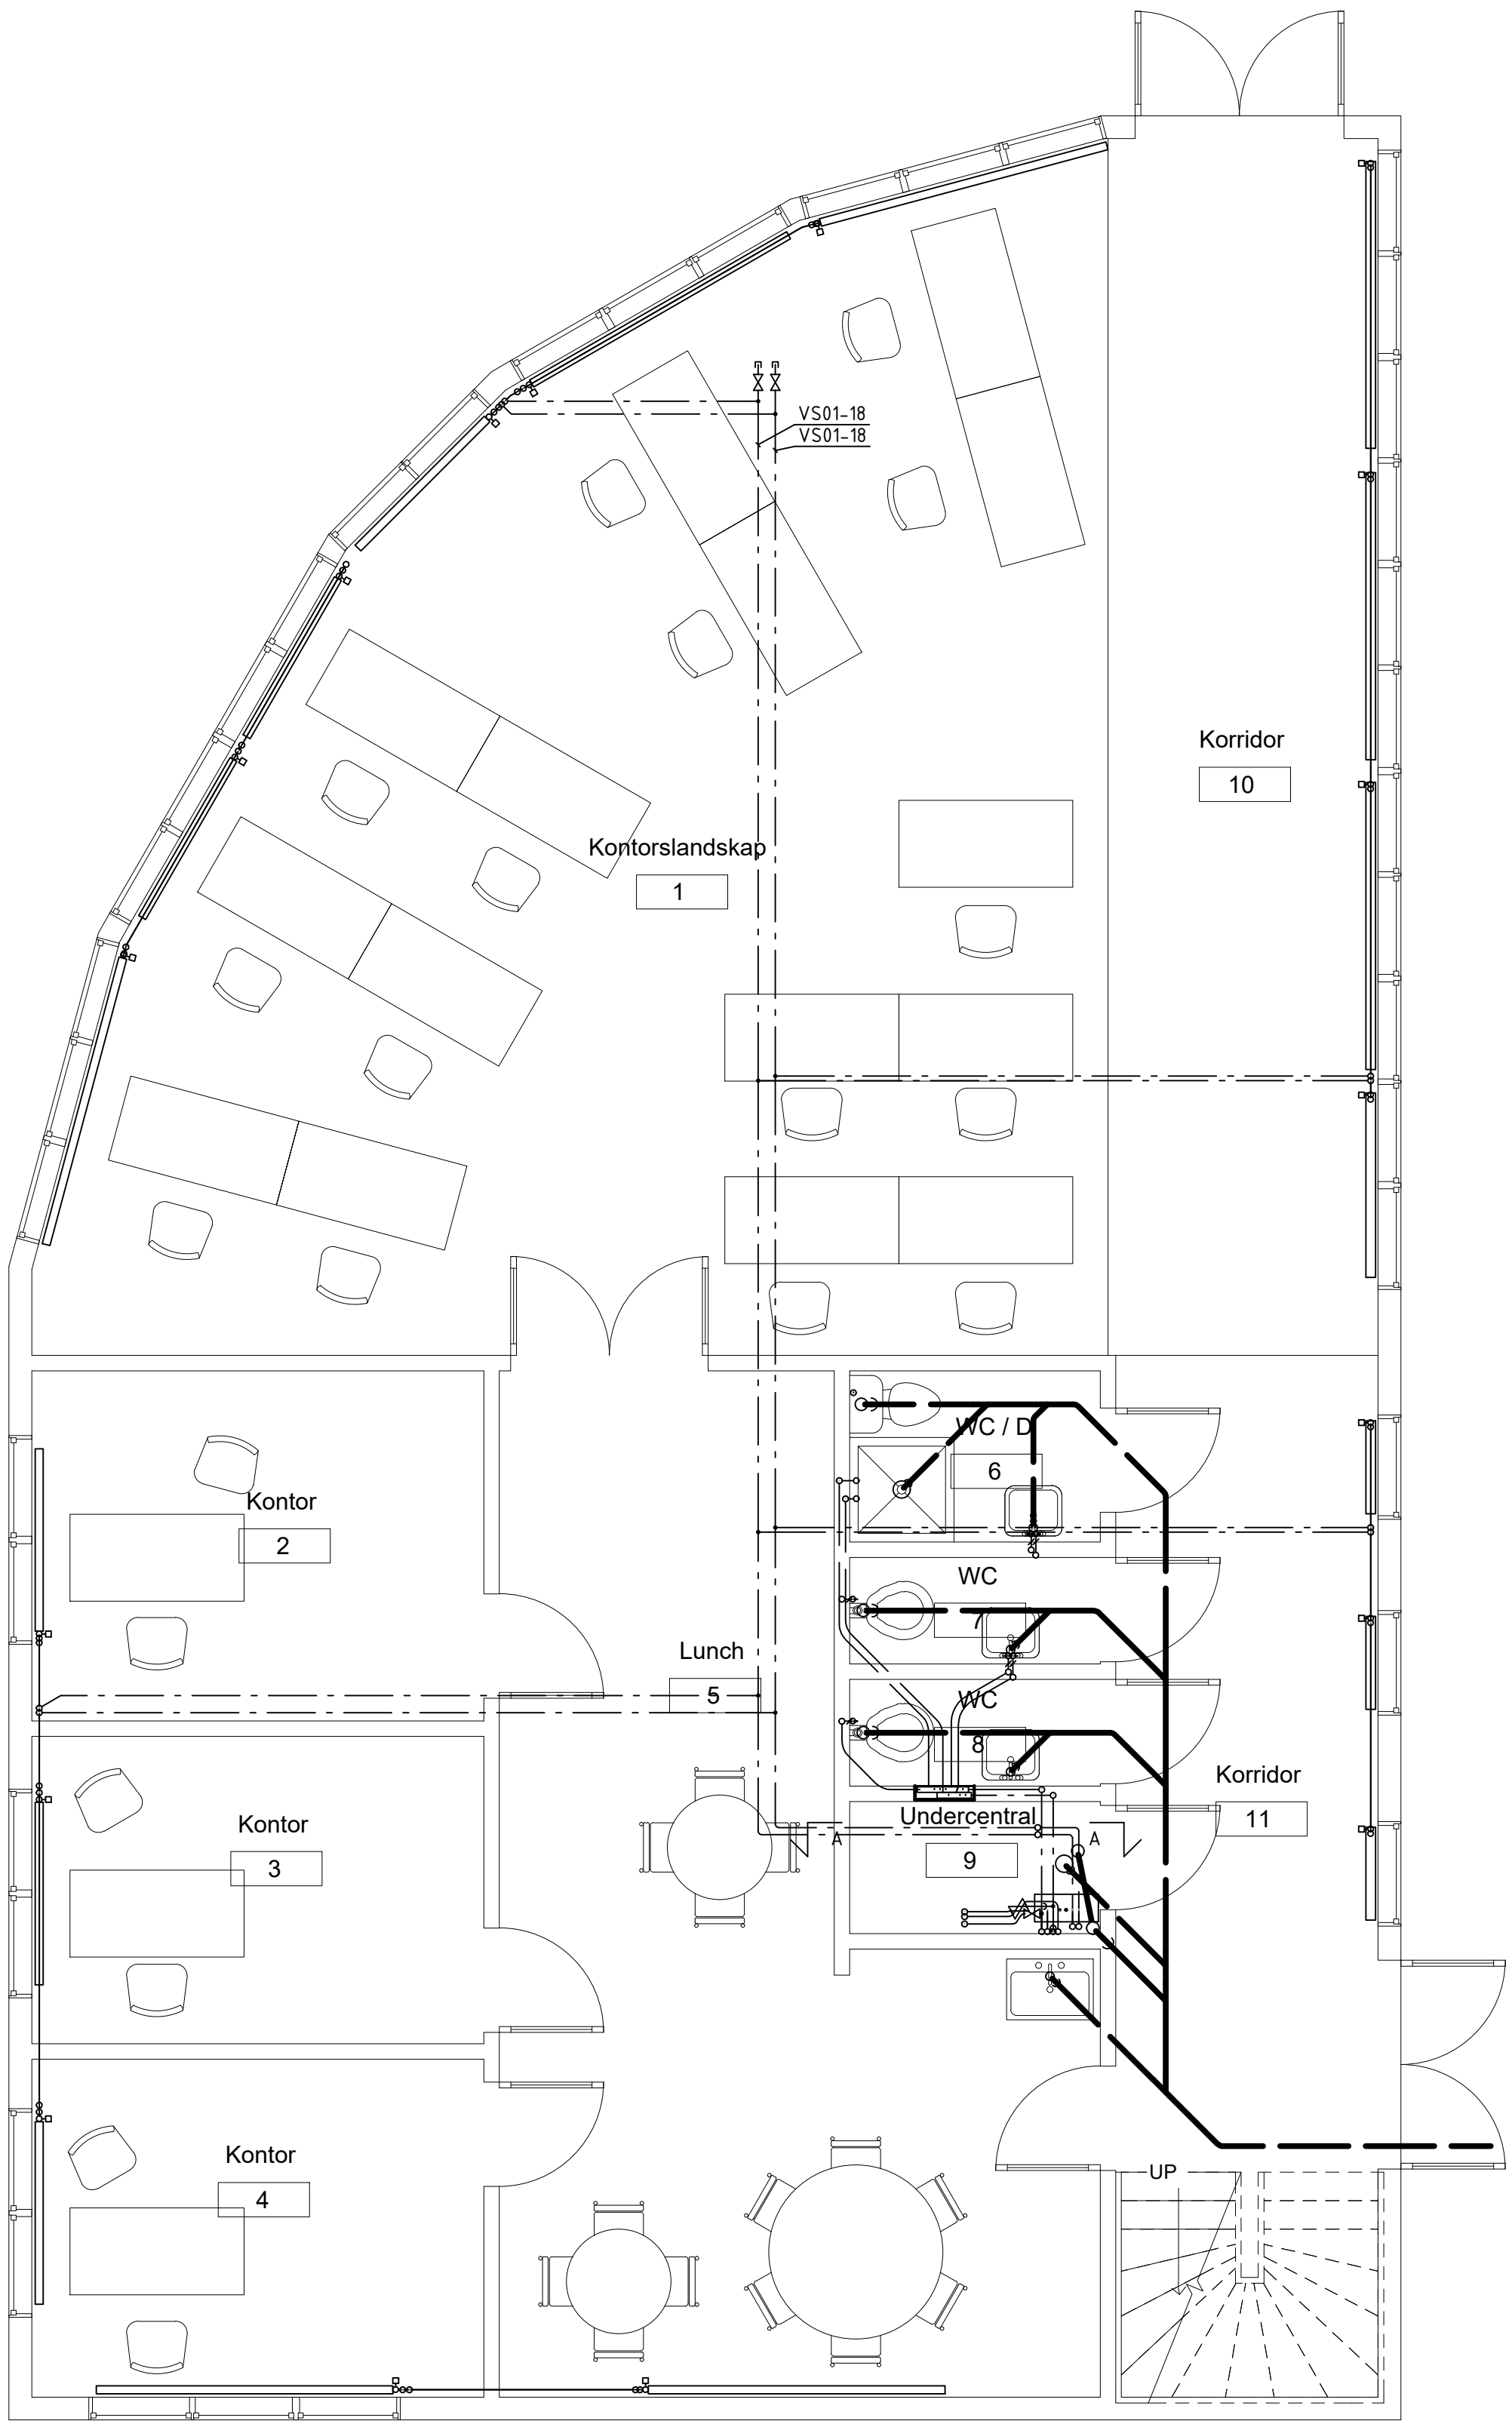 VS01-18
VS01-18
Korridor
10
Kontorslandskap
1
WC / D
6
Kontor
2
WC
7
Lunch
5
WC
8
Korridor
11
Undercentral
9
A
A
Kontor
3
Kontor
4
UP